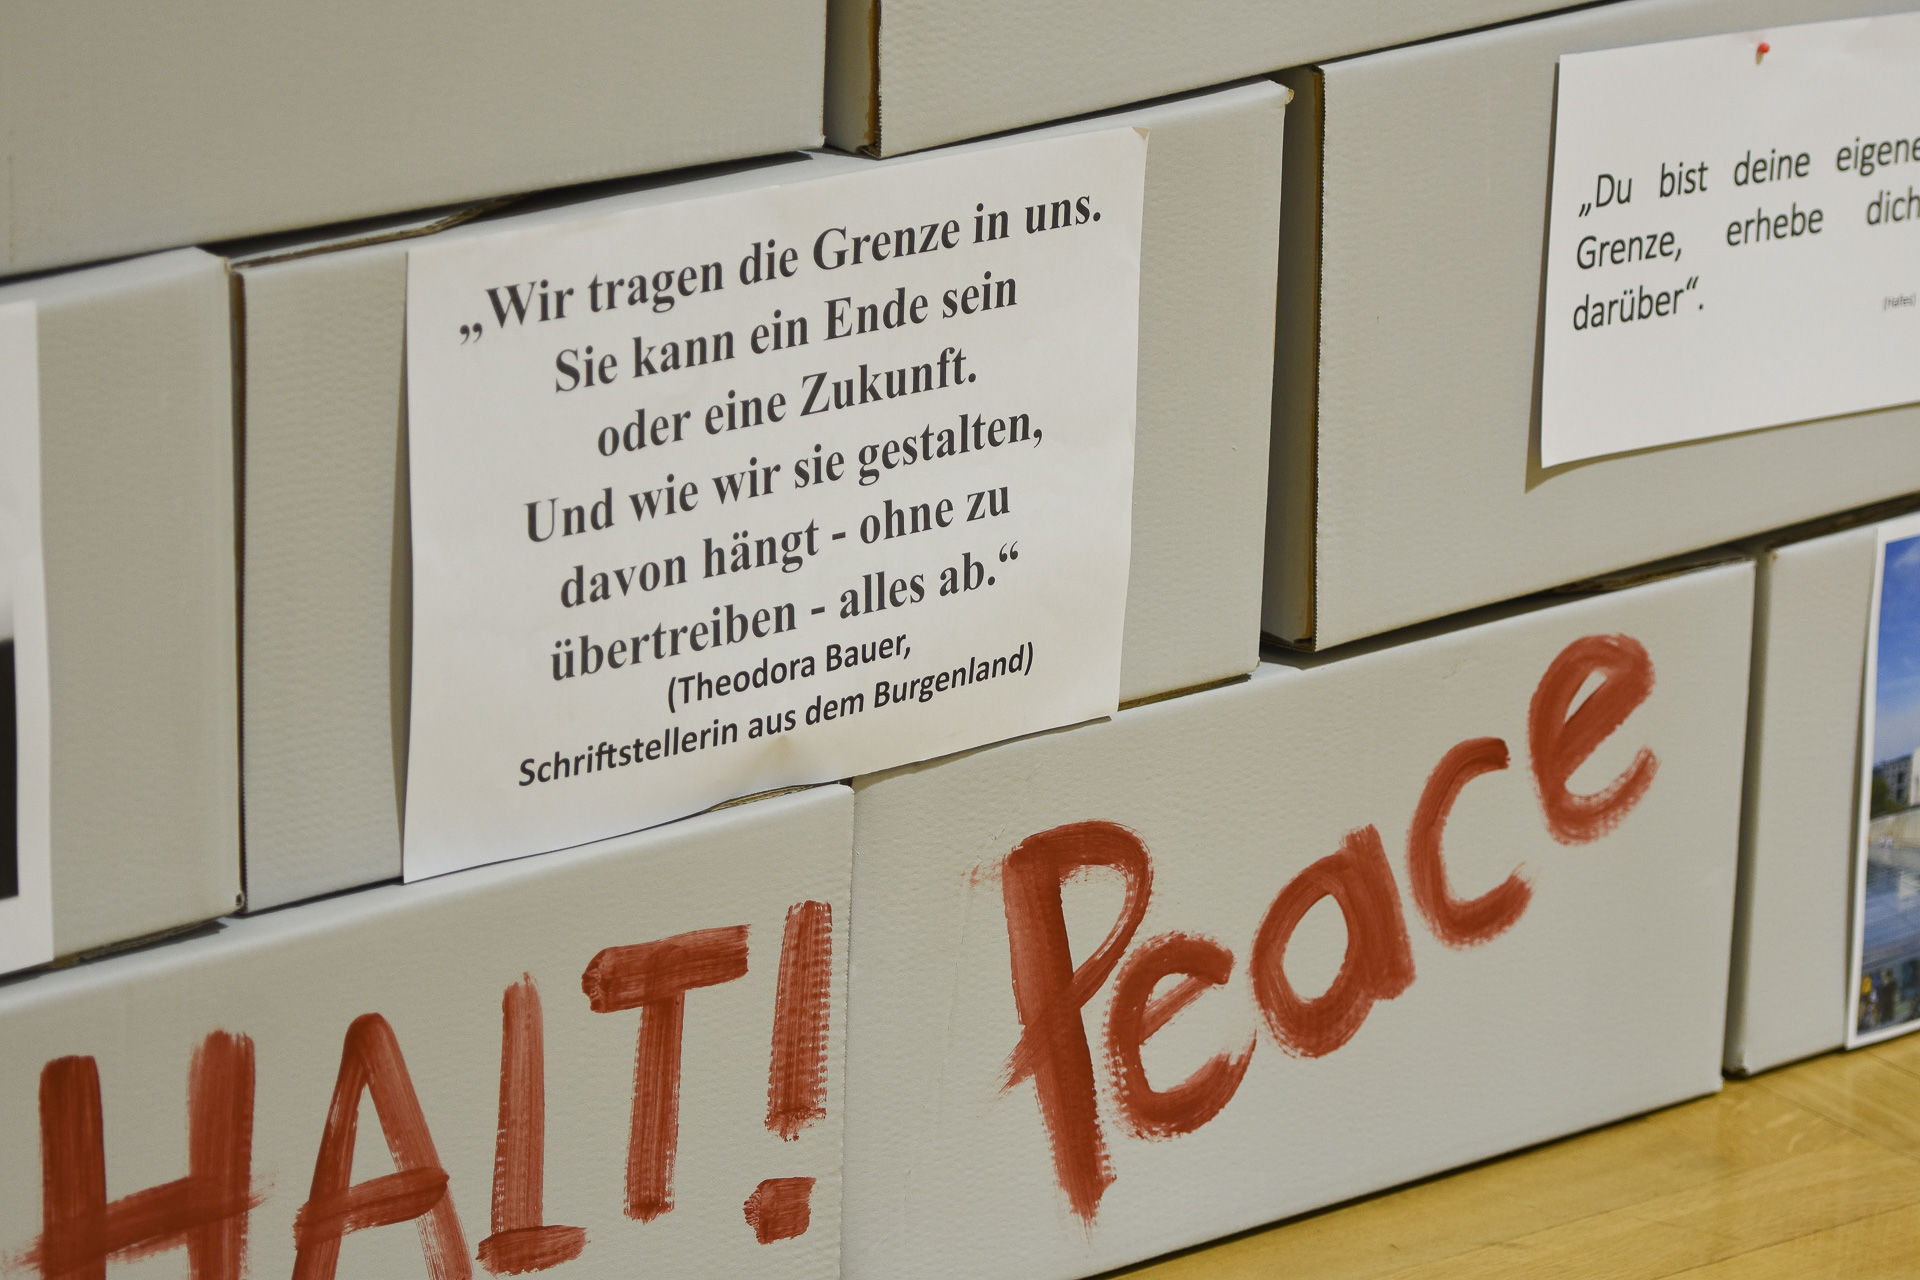 „Wir tragen die Grenze in uns.
Sie kann ein Ende sein
oder eine Zukunft.
Und wie wir sie gestalten,
davon hängt - ohne zu
übertreiben - alles ab.“
(Theodora Bauer,
Schriftstellerin aus dem Burgenland)
„Du bist deine eigene
Grenze, erhebe dich
darüber“.
(Hafes)
HALT!
Peace